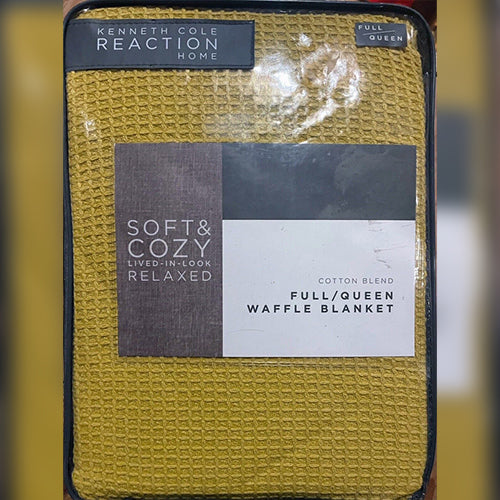 KENNETH COLE
REACTION
HOME
FULL
QUEEN
SOFT&
COZY
LIVED-IN-LOOK
RELAXED
COTTON BLEND
FULL/QUEEN
WAFFLE BLANKET